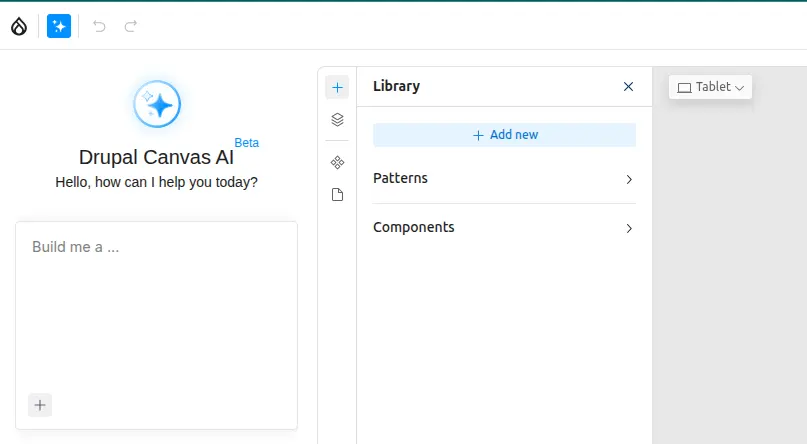 Beta
Drupal Canvas AI
Hello, how can I help you today?
Build me a ...
Library
Add new
Patterns
Components
Tablet